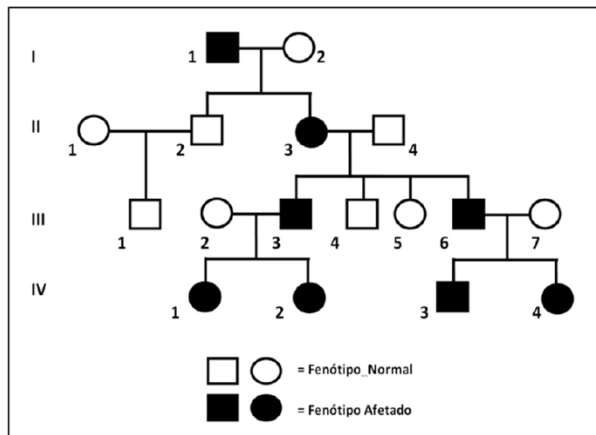 I
1
2
II
1
2
3
4
III
1
2
3
4
5
6
7
IV
1
2
3
4
= Fenótipo_Normal
= Fenótipo Afetado